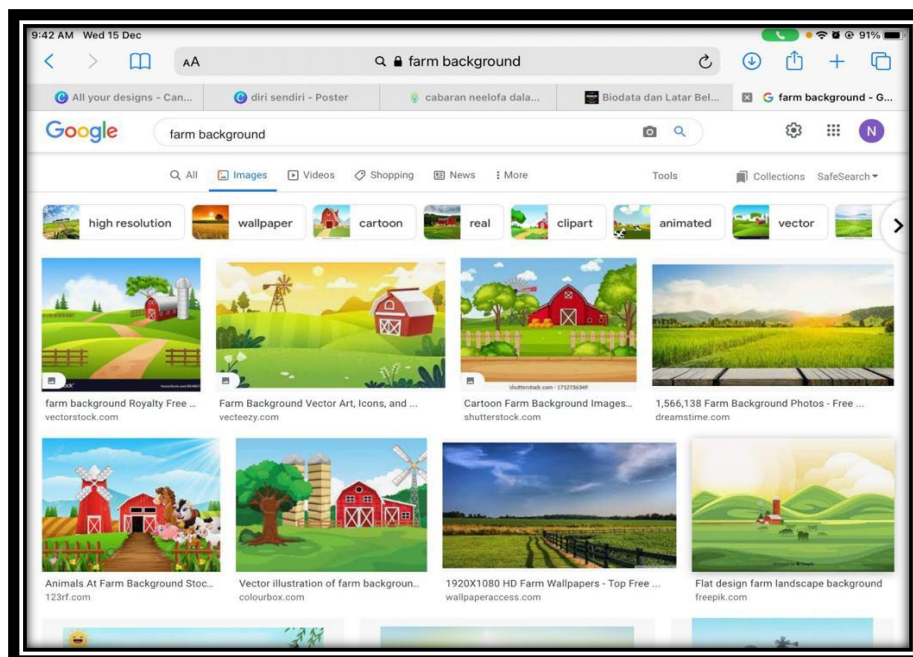 9:42 AM Wed 15 Dec
91%
AA
farm background
All your designs - Can...
diri sendiri - Poster
cabaran neelofa dala...
Biodata dan Latar Bel...
farm background - G...
Google
farm background
N
All
Images
Videos
Shopping
News
More
Tools
Collections
SafeSearch
high resolution
wallpaper
cartoon
real
clipart
animated
vector
shutterstock.com · 1712756349
farm background Royalty Free ...
vectorstock.com
Farm Background Vector Art, Icons, and ...
vecteezy.com
Cartoon Farm Background Images...
shutterstock.com
1,566,138 Farm Background Photos - Free ...
dreamstime.com
Animals At Farm Background Stoc...
123rf.com
Vector illustration of farm backgroun...
colourbox.com
1920X1080 HD Farm Wallpapers - Top Free ...
wallpaperaccess.com
Flat design farm landscape background
freepik.com